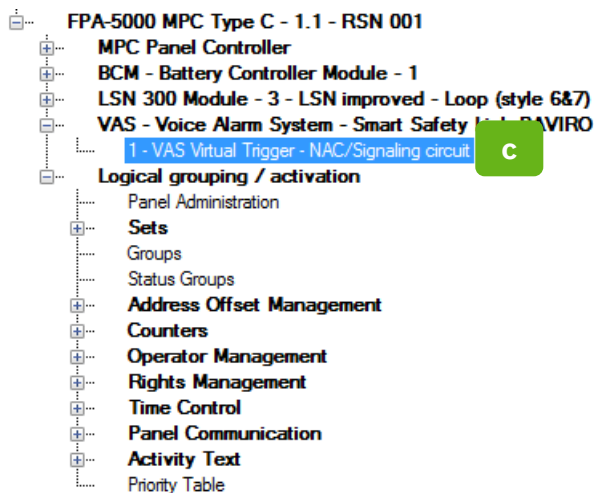 FPA-5000 MPC Type C - 1.1 - RSN 001
MPC Panel Controller
BCM - Battery Controller Module - 1
LSN 300 Module - 3 - LSN improved - Loop (style 6&7)
VAS - Voice Alarm System - Smart Safety PAVIRO
1 - VAS Virtual Trigger - NAC/Signaling circuit C
Logical grouping / activation
Panel Administration
Sets
Groups
Status Groups
Address Offset Management
Counters
Operator Management
Rights Management
Time Control
Panel Communication
Activity Text
Priority Table